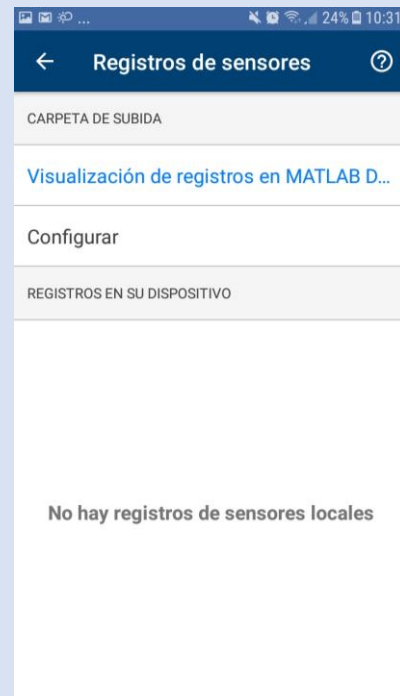 ... 24% 10:31
Registros de sensores
CARPETA DE SUBIDA
Visualización de registros en MATLAB D...
Configurar
REGISTROS EN SU DISPOSITIVO
No hay registros de sensores locales